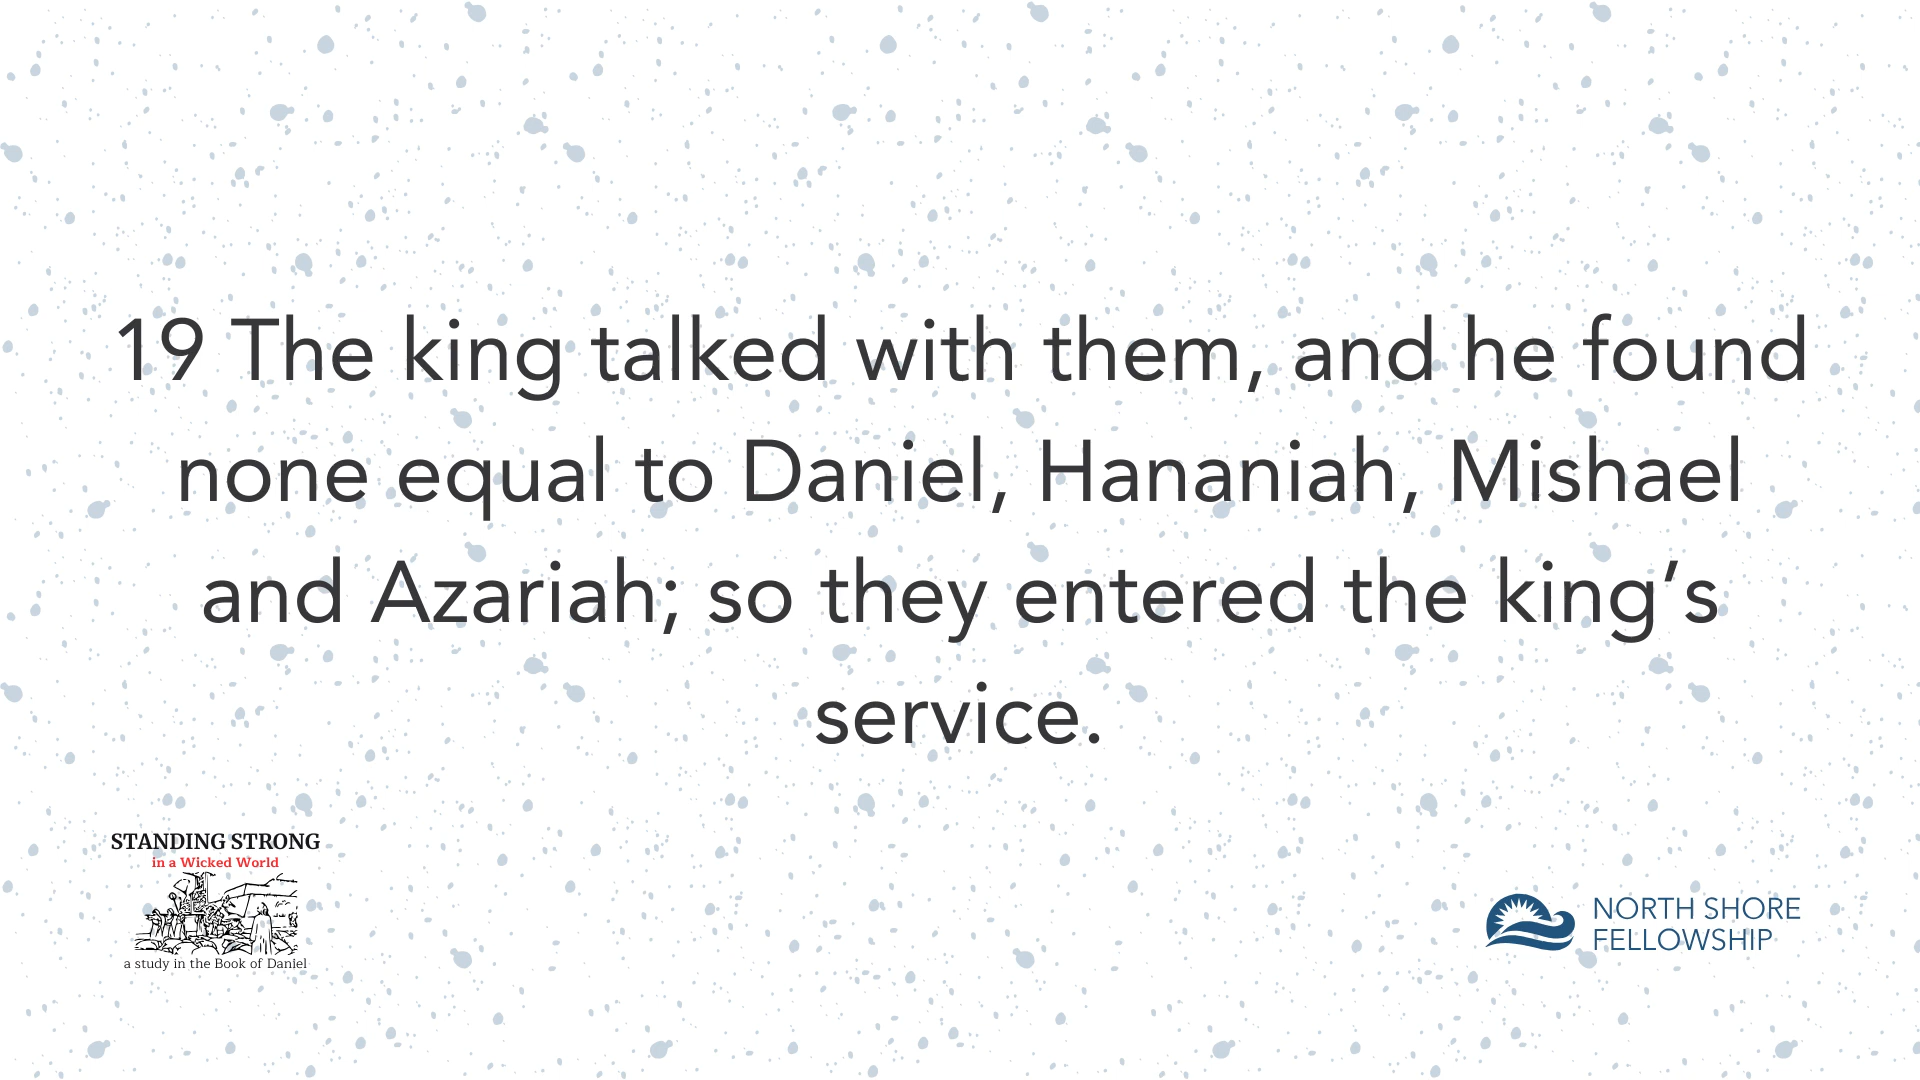 19 The king talked with them, and he found
none equal to Daniel, Hananiah, Mishael
and Azariah; so they entered the king’s
service.
STANDING STRONG
in a Wicked World
a study in the Book of Daniel
NORTH SHORE
FELLOWSHIP